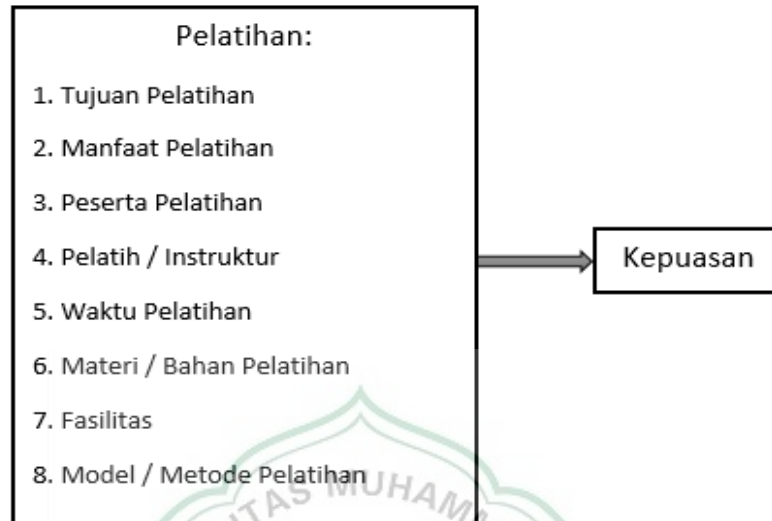 Pelatihan:
1. Tujuan Pelatihan
2. Manfaat Pelatihan
3. Peserta Pelatihan
4. Pelatih / Instruktur
Kepuasan
5. Waktu Pelatihan
6. Materi / Bahan Pelatihan
7. Fasilitas
8. Model / Metode Pelatihan